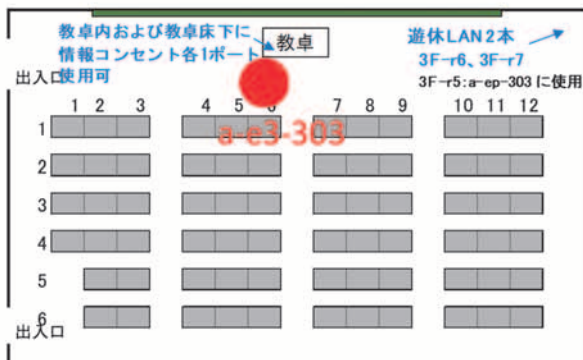 教卓内および教卓床下に
情報コンセント各1ポート
使用可
教卓
遊休LAN2本
3F-r6、3F-r7
3F-r5:a-ep-303に使用
出入口
1 2 3 4 5 6 7 8 9 10 11 12
a-e3-303
1
2
3
4
5
6
出入口